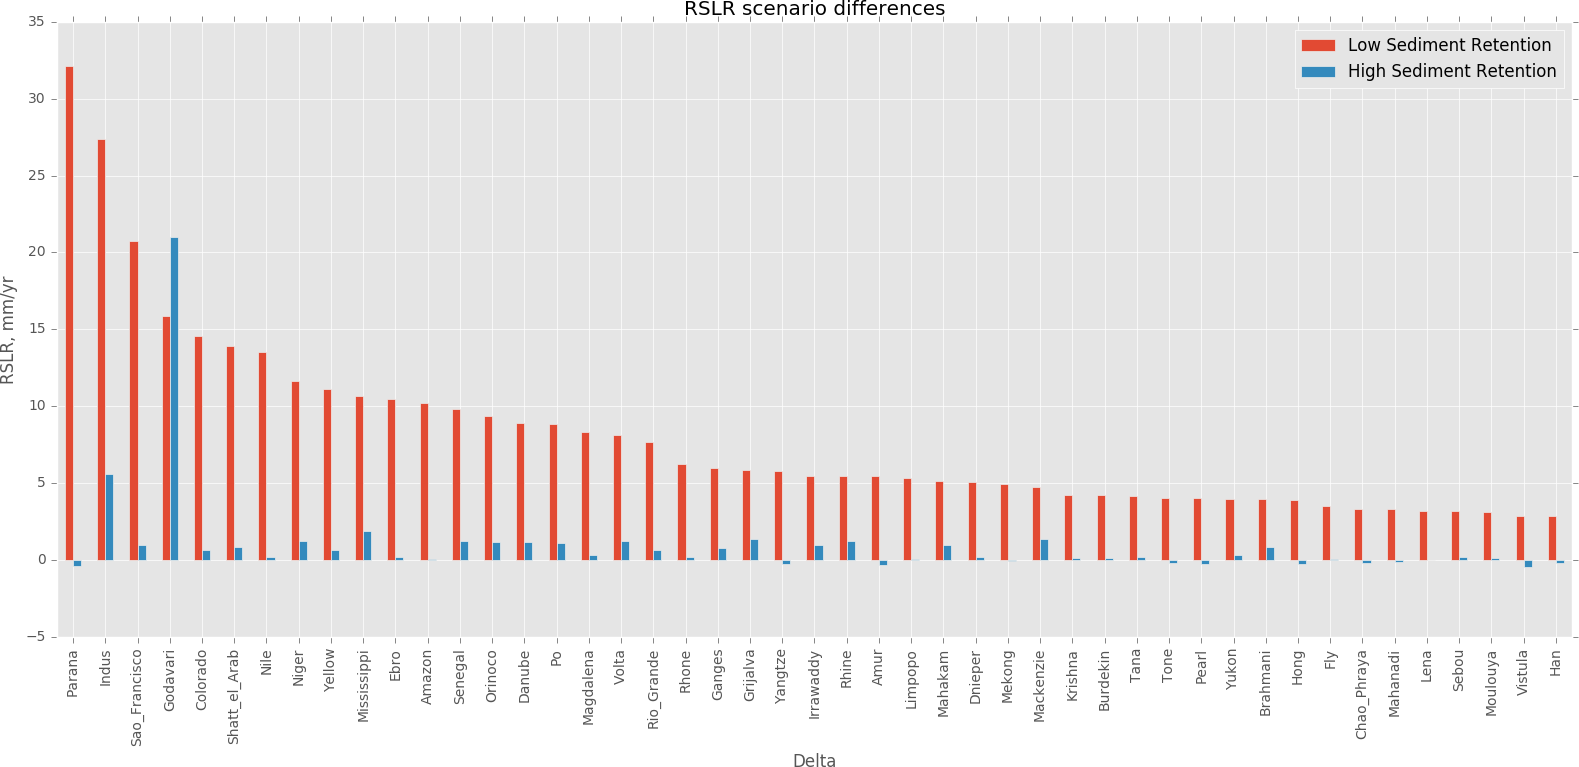 RSLR scenario differences
Low Sediment Retention
High Sediment Retention
35
30
25
20
15
10
5
0
−5
RSLR, mm/yr
Parana
Indus
Sao_Francisco
Godavari
Colorado
Shatt_el_Arab
Nile
Niger
Yellow
Mississippi
Ebro
Amazon
Senegal
Orinoco
Danube
Po
Magdalena
Volta
Rio_Grande
Rhone
Ganges
Grijalva
Yangtze
Irrawaddy
Rhine
Amur
Limpopo
Mahakam
Dnieper
Mekong
Mackenzie
Krishna
Burdekin
Tana
Tone
Pearl
Yukon
Brahmani
Hong
Fly
Chao_Phraya
Mahanadi
Lena
Sebou
Moulouya
Vistula
Han
Delta